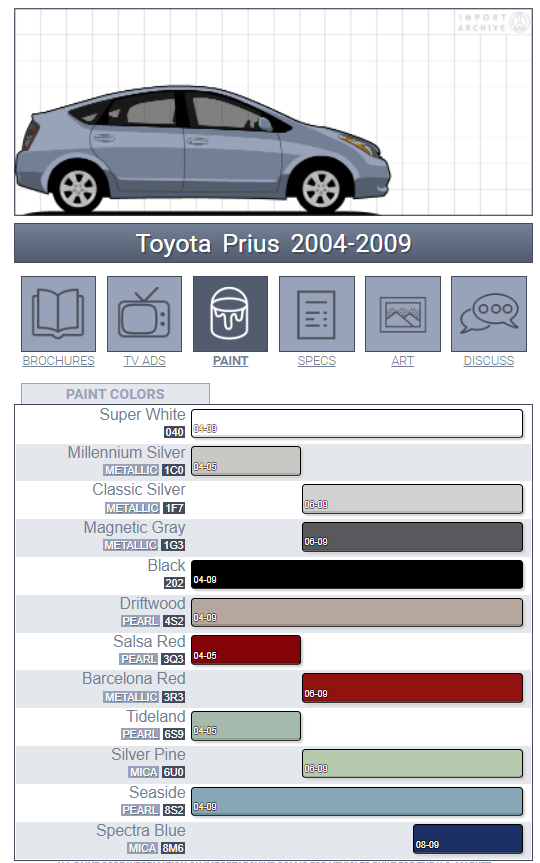 IMPORT
ARCHIVE
Toyota Prius 2004-2009
BROCHURES TV ADS PAINT SPECS ART DISCUSS
PAINT COLORS
Super White
040 04-09
Millennium Silver
METALLIC 1C0 04-05
Classic Silver
METALLIC 1F7 06-09
Magnetic Gray
METALLIC 1G3 06-09
Black
202 04-09
Driftwood
PEARL 4S2 04-09
Salsa Red
PEARL 3Q3 04-05
Barcelona Red
METALLIC 3R3 06-09
Tideland
PEARL 6S9 04-05
Silver Pine
MICA 6U0 06-09
Seaside
PEARL 8S2 04-09
Spectra Blue
MICA 8M6 08-09